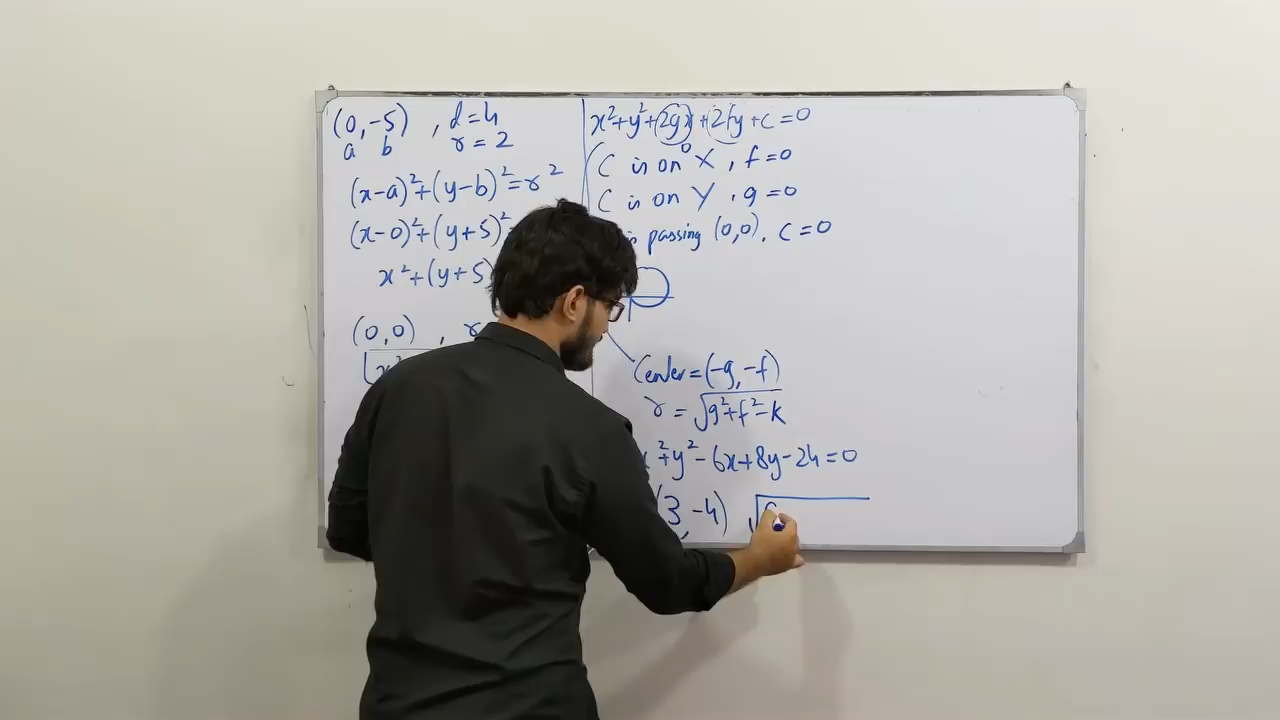 (0, -5) , d=4
a b r = 2
(x-a)²+(y-b)²=r²
(x-0)²+(y+5)²
x²+(y+5)
(0,0) , r
x²
x²+y²+2gx+2fy+c=0
C is on X , f=0
C is on Y , g=0
passing (0,0). C=0
Center = (-g, -f)
r = √g²+f²-k
x²+y²-6x+8y-24=0
(3, -4) √